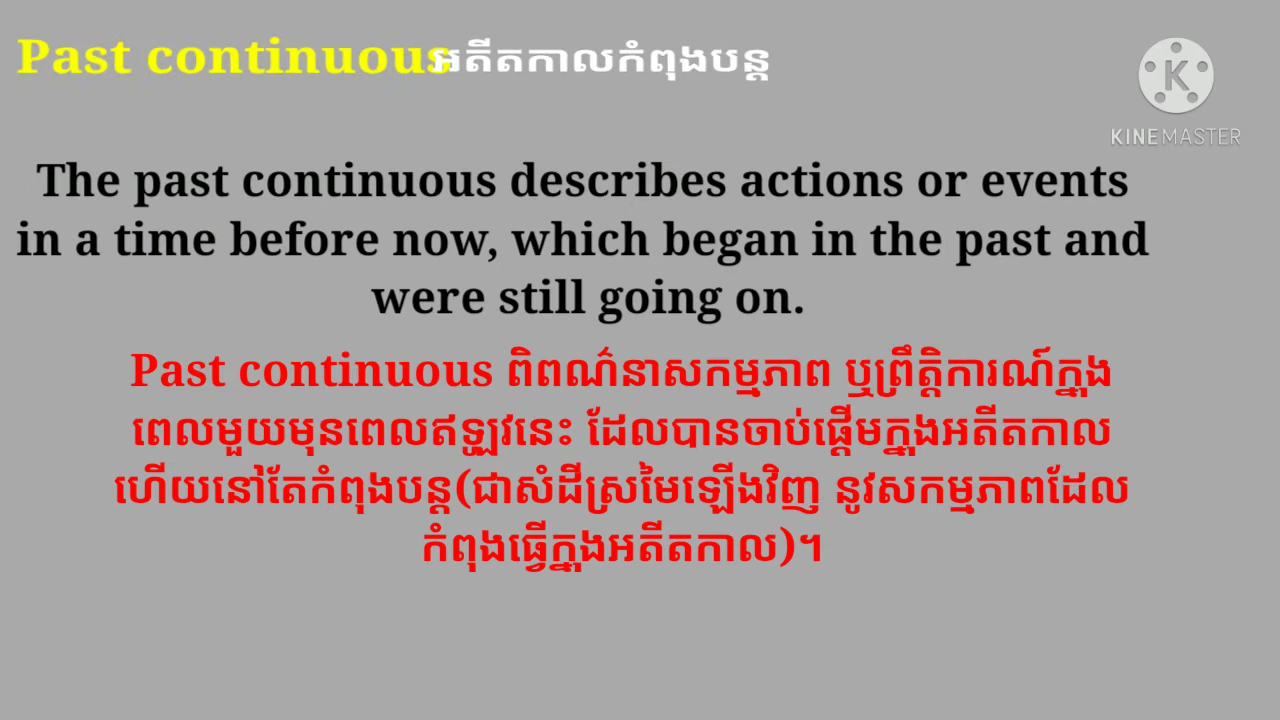 Past continuous អតីតកាលកំពុងបន្ត
K
KINEMASTER
The past continuous describes actions or events
in a time before now, which began in the past and
were still going on.
Past continuous ពិពណ៌នាសកម្មភាព ឬព្រឹត្តិការណ៍ក្នុង
ពេលមួយមុនពេលឥឡូវនេះ ដែលបានចាប់ផ្តើមក្នុងអតីតកាល
ហើយនៅតែកំពុងបន្ត(ជាសំដីស្រមៃឡើងវិញ នូវសកម្មភាពដែល
កំពុងធ្វើក្នុងអតីតកាល)។